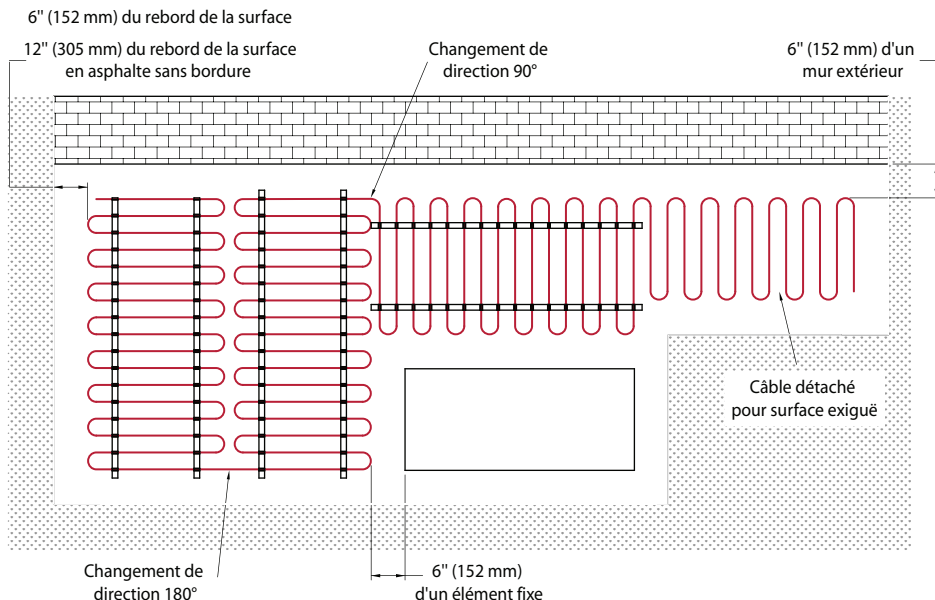 6" (152 mm) du rebord de la surface
12" (305 mm) du rebord de la surface
en asphalte sans bordure
Changement de
direction 90°
6" (152 mm) d'un
mur extérieur
Câble détaché
pour surface exiguë
Changement de
direction 180°
6" (152 mm)
d'un élément fixe